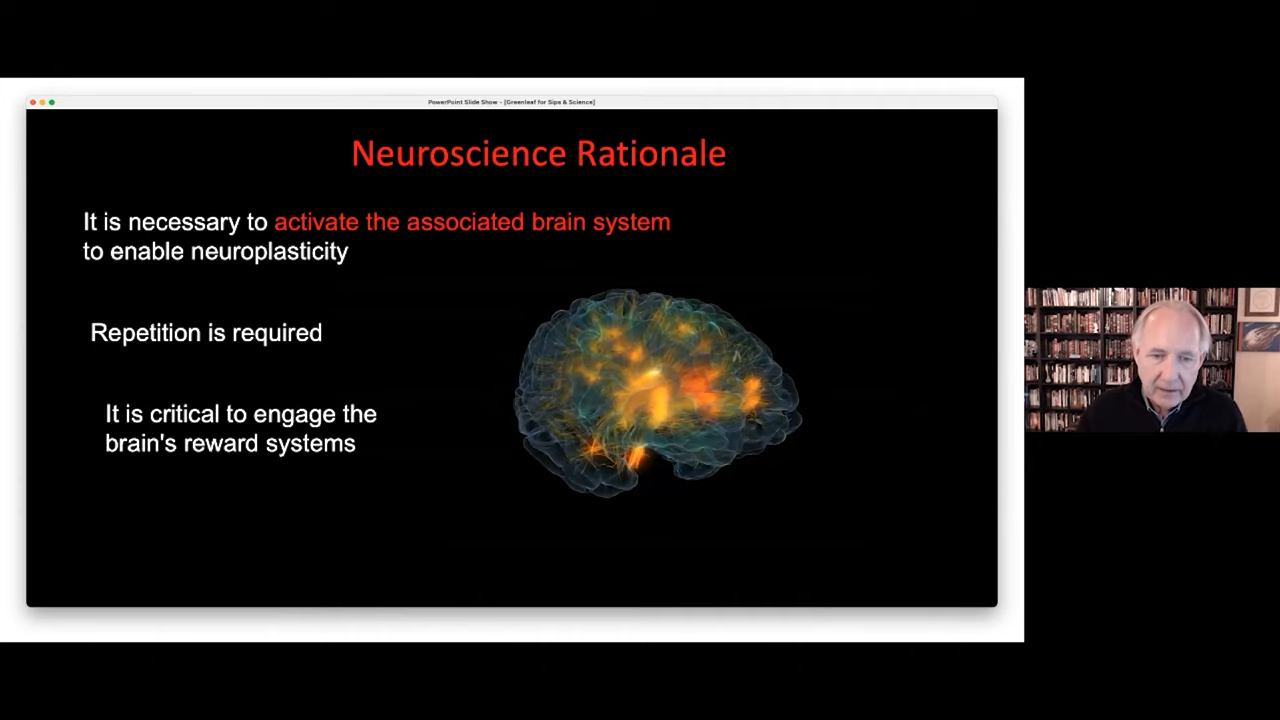 PowerPoint Slide Show - [Greenleaf for Sips & Science]
Neuroscience Rationale
It is necessary to activate the associated brain system
to enable neuroplasticity
Repetition is required
It is critical to engage the
brain's reward systems